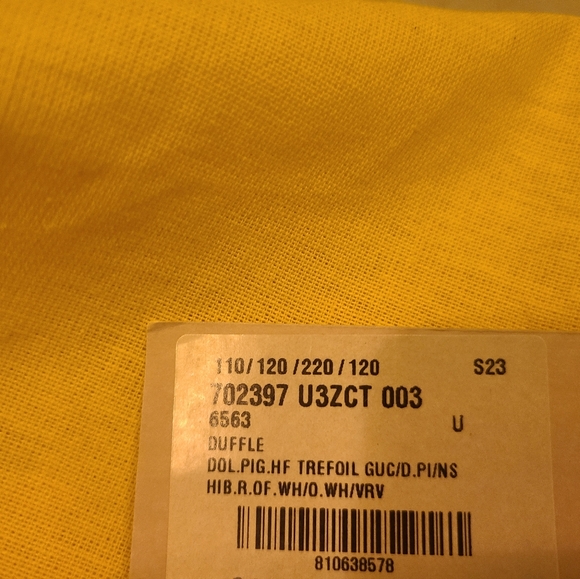 110/120/220/120 S23
702397 U3ZCT 003
6563 U
DUFFLE
DOL.PIG.HF TREFOIL GUC/D.PI/NS
HIB.R.OF.WH/O.WH/VRV
810638578